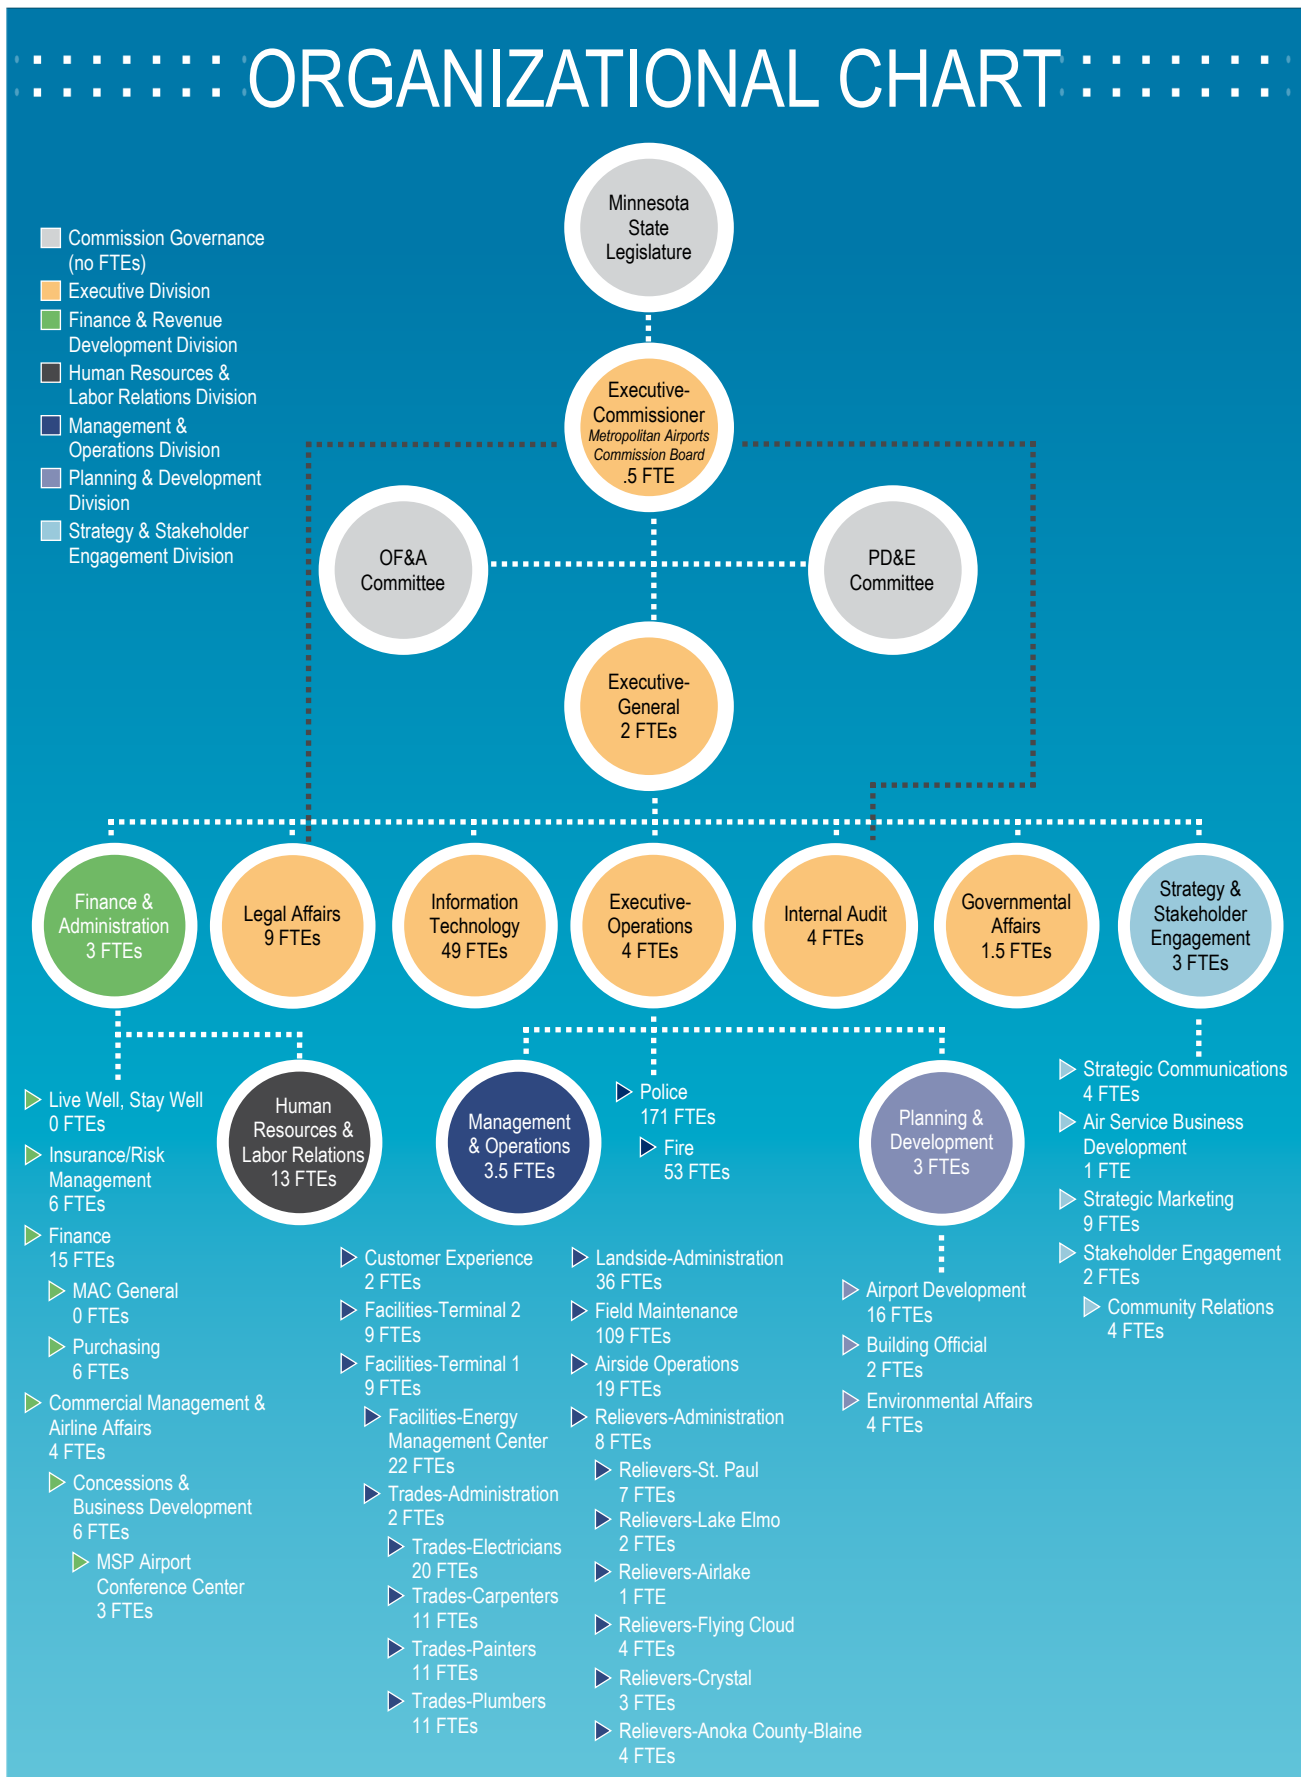 ORGANIZATIONAL CHART
Minnesota
State
Legislature
Commission Governance
(no FTEs)
Executive Division
Finance & Revenue
Development Division
Human Resources &
Labor Relations Division
Management &
Operations Division
Planning & Development
Division
Strategy & Stakeholder
Engagement Division
Executive-
Commissioner
Metropolitan Airports
Commission Board
.5 FTE
OF&A
Committee
PD&E
Committee
Executive-
General
2 FTEs
Finance &
Administration
3 FTEs
Legal Affairs
9 FTEs
Information
Technology
49 FTEs
Executive-
Operations
4 FTEs
Internal Audit
4 FTEs
Governmental
Affairs
1.5 FTEs
Strategy &
Stakeholder
Engagement
3 FTEs
Live Well, Stay Well
0 FTEs
Insurance/Risk
Management
6 FTEs
Finance
15 FTEs
MAC General
0 FTEs
Purchasing
6 FTEs
Commercial Management &
Airline Affairs
4 FTEs
Concessions &
Business Development
6 FTEs
MSP Airport
Conference Center
3 FTEs
Human
Resources &
Labor Relations
13 FTEs
Management
& Operations
3.5 FTEs
Customer Experience
2 FTEs
Facilities-Terminal 2
9 FTEs
Facilities-Terminal 1
9 FTEs
Facilities-Energy
Management Center
22 FTEs
Trades-Administration
2 FTEs
Trades-Electricians
20 FTEs
Trades-Carpenters
11 FTEs
Trades-Painters
11 FTEs
Trades-Plumbers
11 FTEs
Police
171 FTEs
Fire
53 FTEs
Landside-Administration
36 FTEs
Field Maintenance
109 FTEs
Airside Operations
19 FTEs
Relievers-Administration
8 FTEs
Relievers-St. Paul
7 FTEs
Relievers-Lake Elmo
2 FTEs
Relievers-Airlake
1 FTE
Relievers-Flying Cloud
4 FTEs
Relievers-Crystal
3 FTEs
Relievers-Anoka County-Blaine
4 FTEs
Planning &
Development
3 FTEs
Airport Development
16 FTEs
Building Official
2 FTEs
Environmental Affairs
4 FTEs
Strategic Communications
4 FTEs
Air Service Business
Development
1 FTE
Strategic Marketing
9 FTEs
Stakeholder Engagement
2 FTEs
Community Relations
4 FTEs